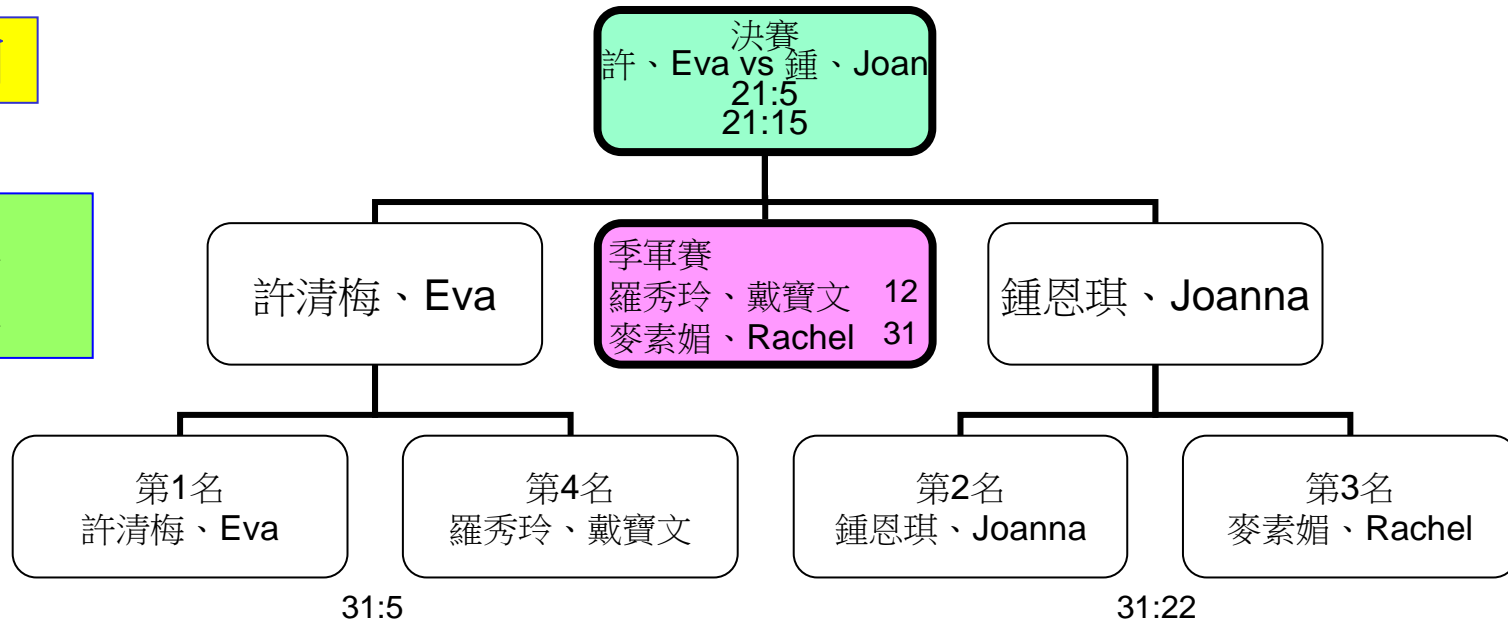 決賽
許、Eva vs 鍾、Joan
21:5
21:15
許清梅、Eva
季軍賽
羅秀玲、戴寶文 12
麥素媚、Rachel 31
鍾恩琪、Joanna
第1名
許清梅、Eva
第4名
羅秀玲、戴寶文
第2名
鍾恩琪、Joanna
第3名
麥素媚、Rachel
31:5
31:22